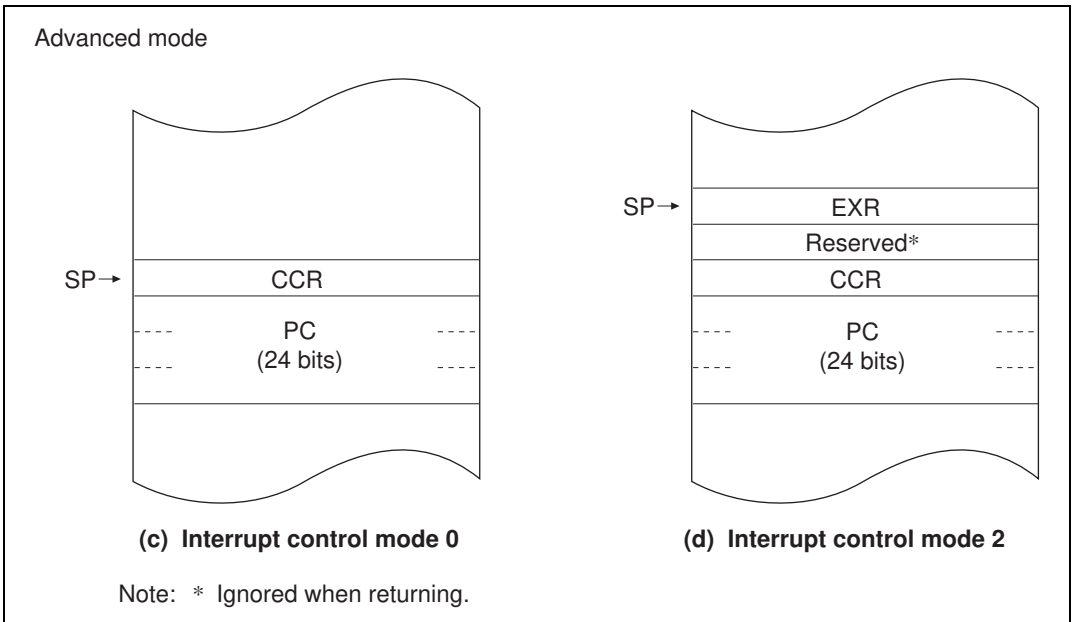 Advanced mode
SP→ CCR
PC
(24 bits)
(c) Interrupt control mode 0
SP→ EXR
Reserved*
CCR
PC
(24 bits)
(d) Interrupt control mode 2
Note: * Ignored when returning.